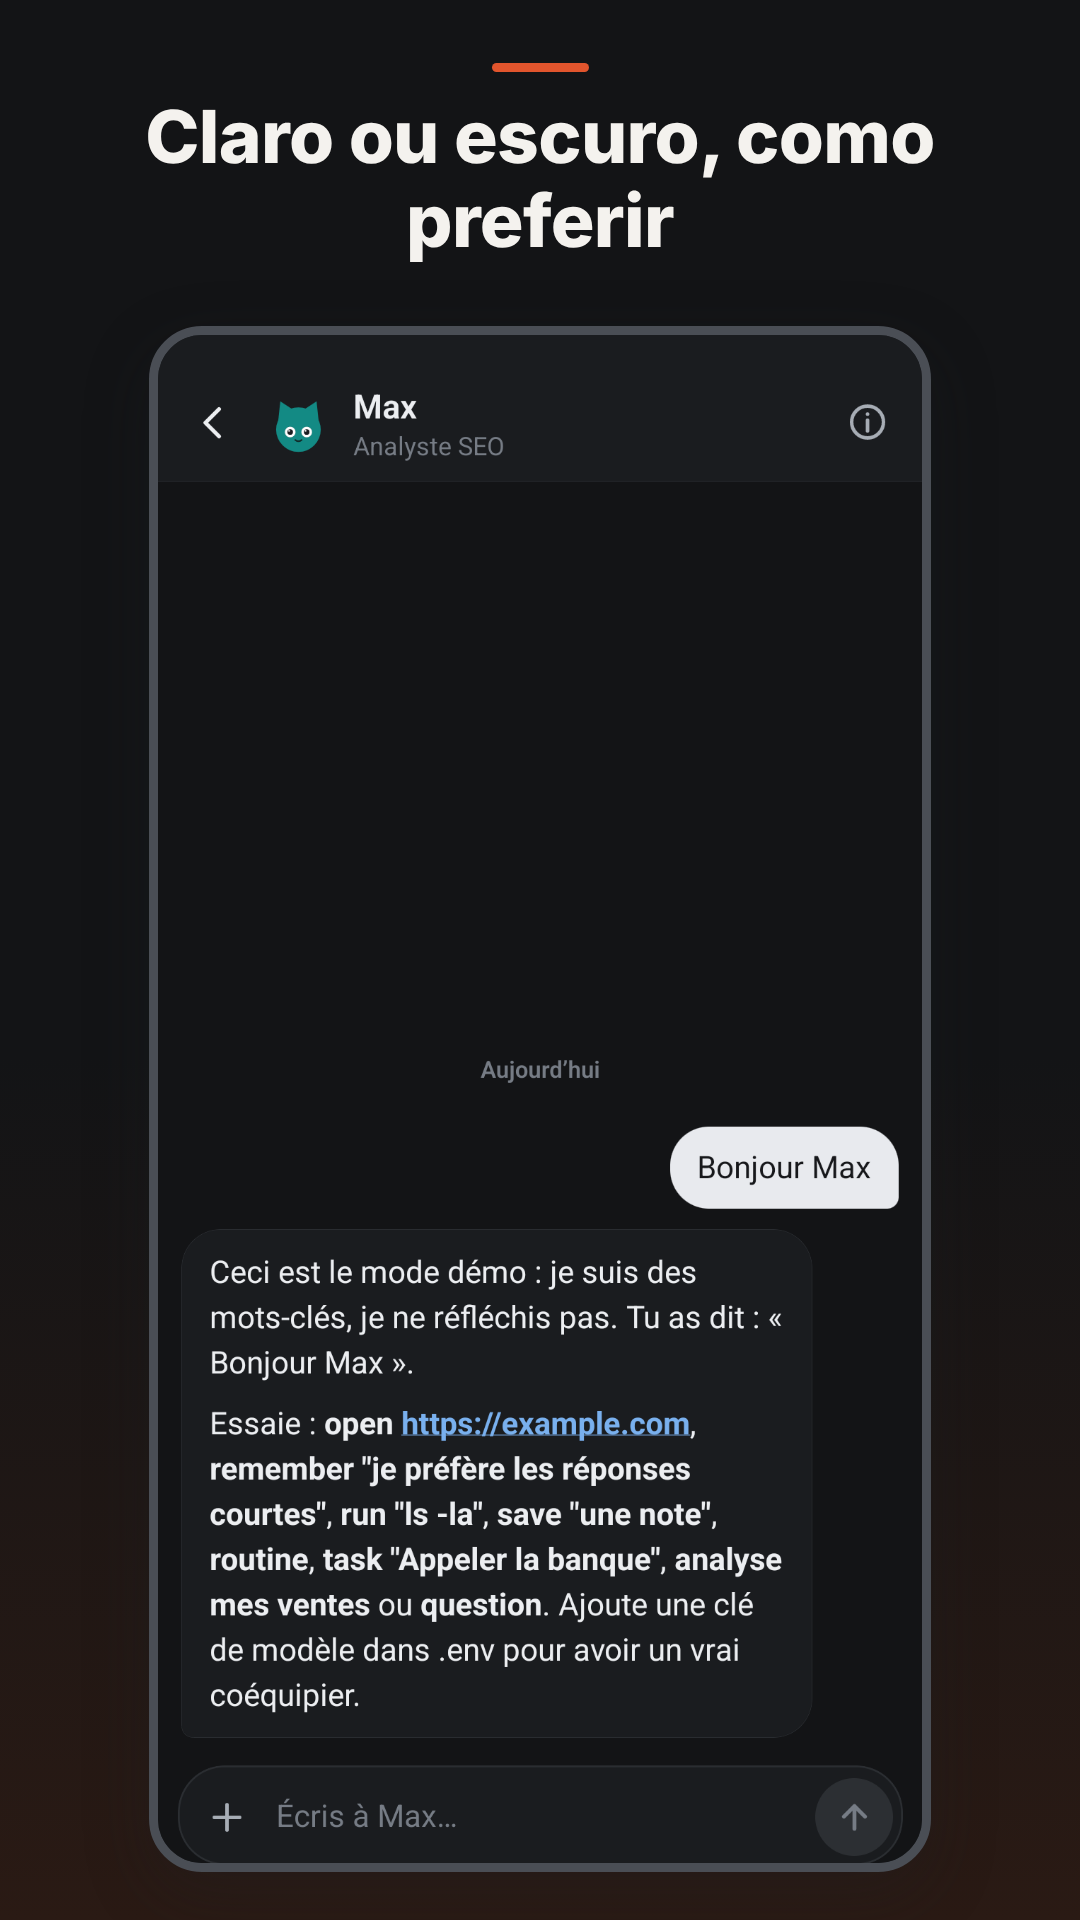 Claro ou escuro, como
preferir
Max
Analyste SEO
Aujourd’hui
Bonjour Max
Ceci est le mode démo : je suis des
mots-clés, je ne réfléchis pas. Tu as dit : «
Bonjour Max ».
Essaie : open https://example.com,
remember "je préfère les réponses
courtes", run "ls -la", save "une note",
routine, task "Appeler la banque", analyse
mes ventes ou question. Ajoute une clé
de modèle dans .env pour avoir un vrai
coéquipier.
Écris à Max…